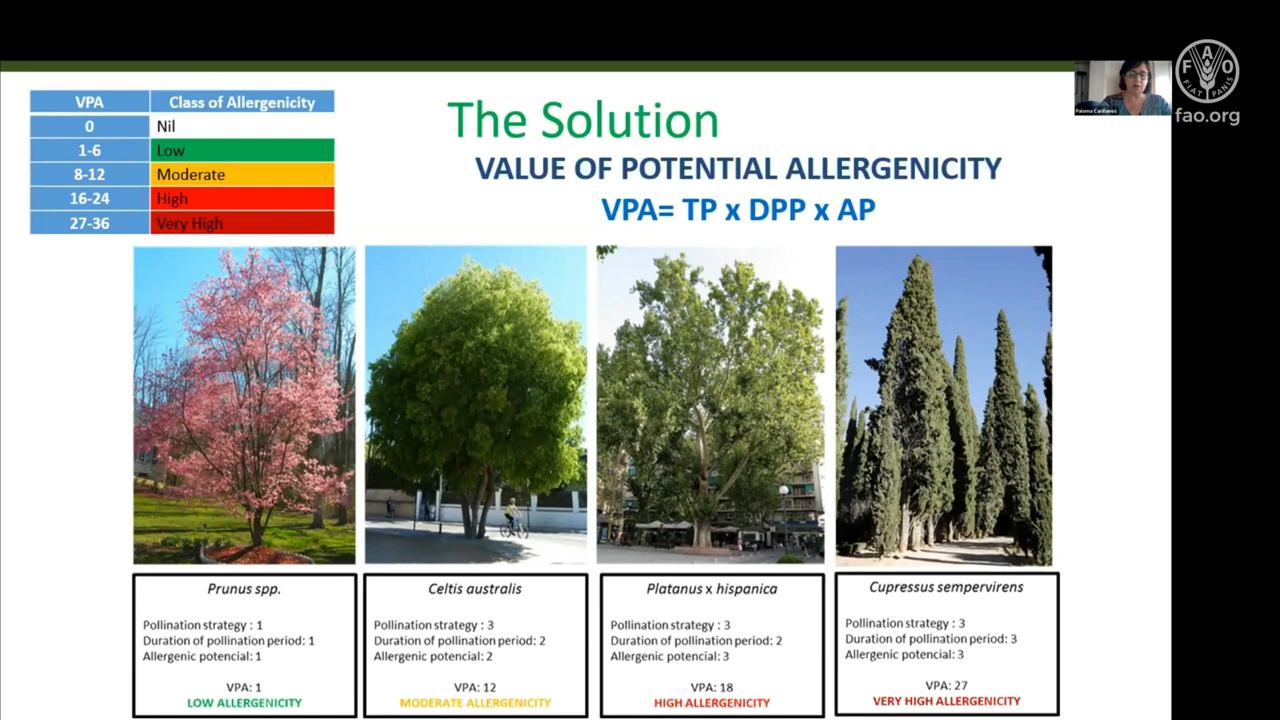 VPA Class of Allergenicity
0 Nil
1-6 Low
8-12 Moderate
16-24 High
27-36 Very High
The Solution
VALUE OF POTENTIAL ALLERGENICITY
VPA= TP x DPP x AP
Paloma Cariñanos
FAO
FIAT PANIS
fao.org
Prunus spp.
Pollination strategy : 1
Duration of pollination period: 1
Allergenic potencial: 1
VPA: 1
LOW ALLERGENICITY
Celtis australis
Pollination strategy : 3
Duration of pollination period: 2
Allergenic potencial: 2
VPA: 12
MODERATE ALLERGENICITY
Platanus x hispanica
Pollination strategy : 3
Duration of pollination period: 2
Allergenic potencial: 3
VPA: 18
HIGH ALLERGENICITY
Cupressus sempervirens
Pollination strategy : 3
Duration of pollination period: 3
Allergenic potencial: 3
VPA: 27
VERY HIGH ALLERGENICITY